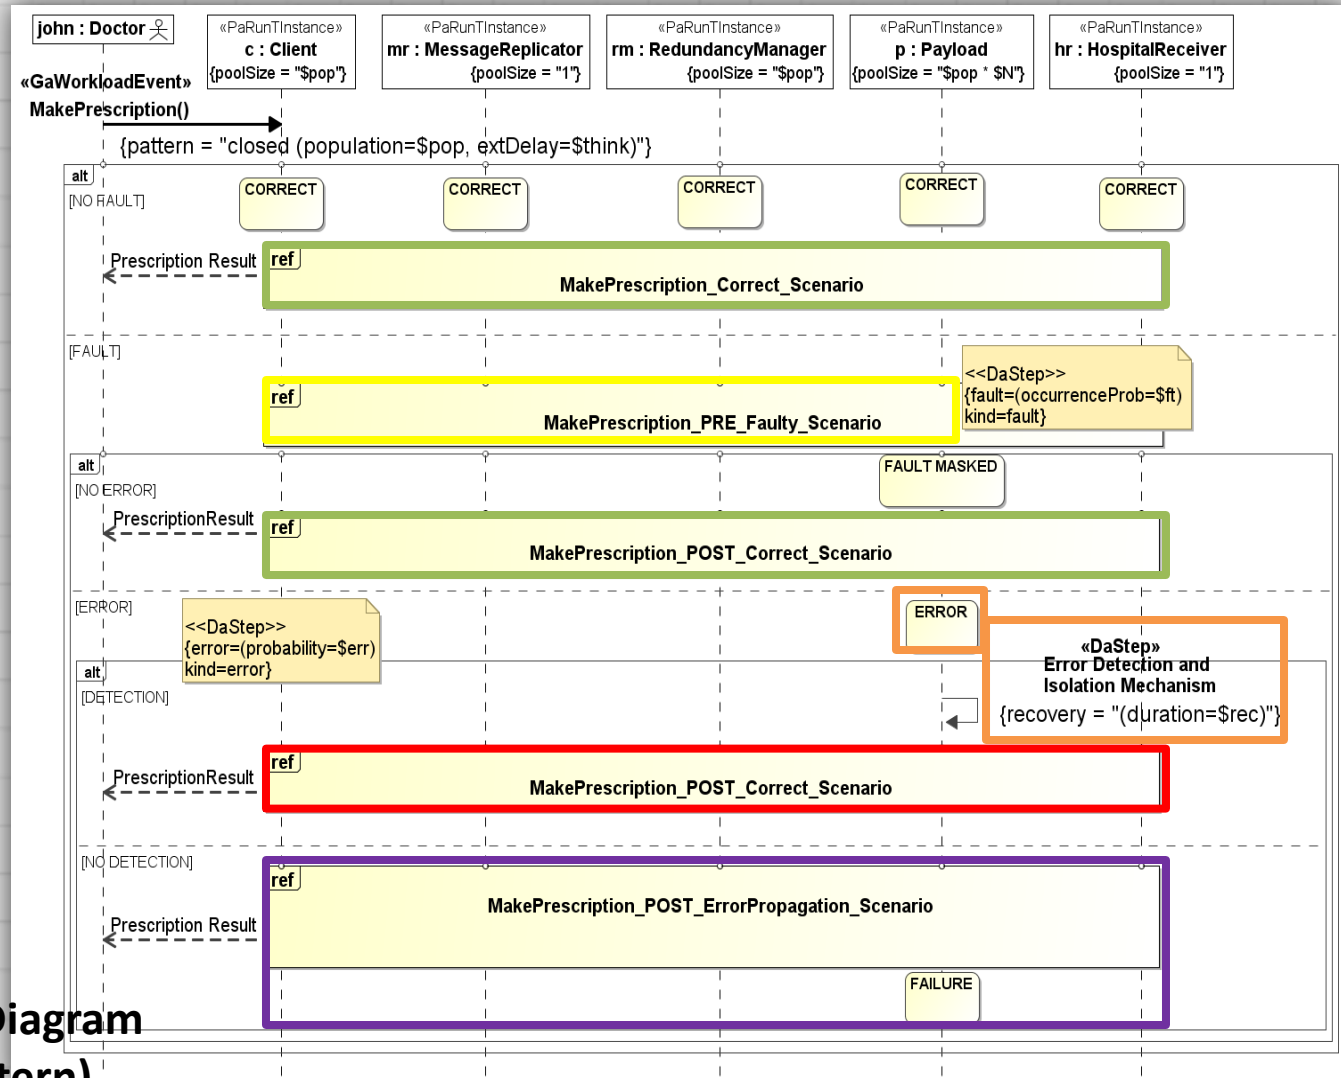 john : Doctor
«PaRunTInstance»
c : Client
{poolSize = "$pop"}
«PaRunTInstance»
mr : MessageReplicator
{poolSize = "1"}
«PaRunTInstance»
rm : RedundancyManager
{poolSize = "$pop"}
«PaRunTInstance»
p : Payload
{poolSize = "$pop * $N"}
«PaRunTInstance»
hr : HospitalReceiver
{poolSize = "1"}
«GaWorkloadEvent»
MakePrescription()
{pattern = "closed (population=$pop, extDelay=$think)"}
alt
[NO FAULT]
CORRECT
CORRECT
CORRECT
CORRECT
CORRECT
Prescription Result
ref
MakePrescription_Correct_Scenario
[FAULT]
<<DaStep>>
{fault=(occurrenceProb=$ft)
kind=fault}
ref
MakePrescription_PRE_Faulty_Scenario
alt
[NO ERROR]
FAULT MASKED
PrescriptionResult
ref
MakePrescription_POST_Correct_Scenario
[ERROR]
<<DaStep>>
{error=(probability=$err)
kind=error}
ERROR
«DaStep»
Error Detection and
Isolation Mechanism
{recovery = "(duration=$rec)"}
alt
[DETECTION]
PrescriptionResult
ref
MakePrescription_POST_Correct_Scenario
[NO DETECTION]
ref
MakePrescription_POST_ErrorPropagation_Scenario
Prescription Result
FAILURE
Diagram
tern)